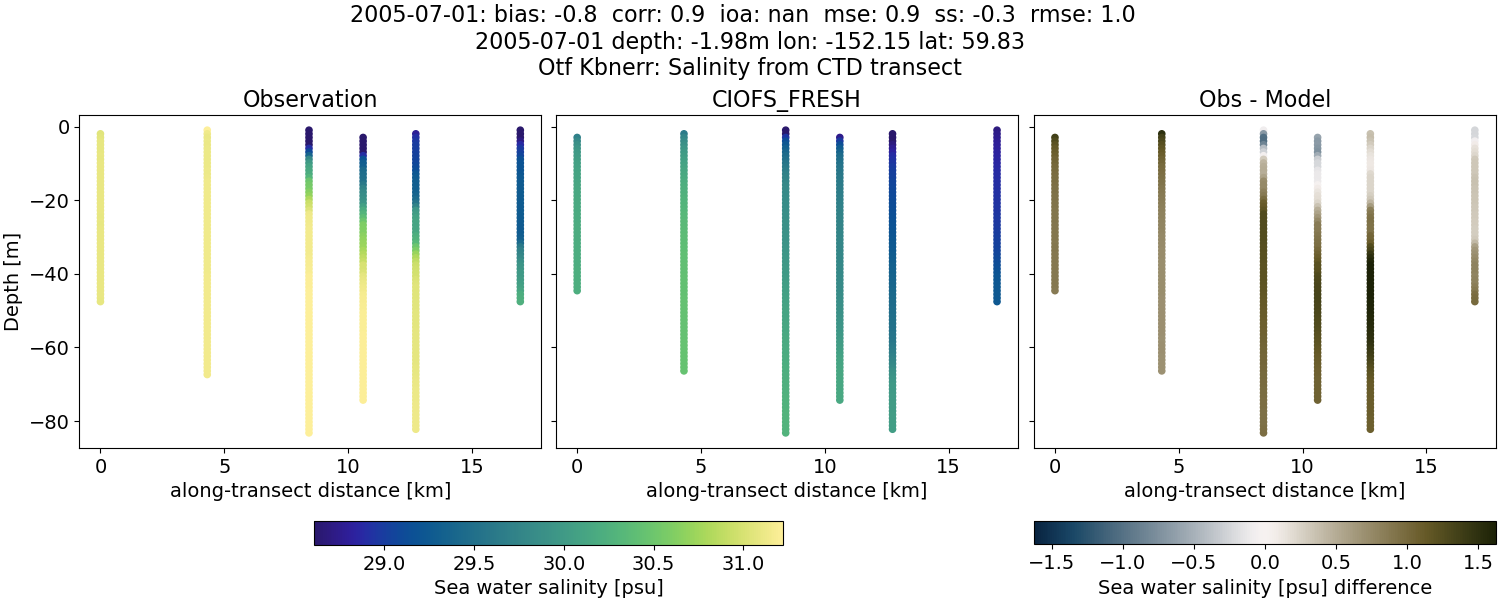 2005-07-01: bias: -0.8  corr: 0.9  ioa: nan  mse: 0.9  ss: -0.3  rmse: 1.0
2005-07-01 depth: -1.98m lon: -152.15 lat: 59.83
Otf Kbnerr: Salinity from CTD transect
Observation
CIOFS_FRESH
Obs - Model
0
−20
−40
−60
−80
Depth [m]
0 5 10 15
0 5 10 15
0 5 10 15
along-transect distance [km]
along-transect distance [km]
along-transect distance [km]
29.0 29.5 30.0 30.5 31.0
Sea water salinity [psu]
−1.5 −1.0 −0.5 0.0 0.5 1.0 1.5
Sea water salinity [psu] difference